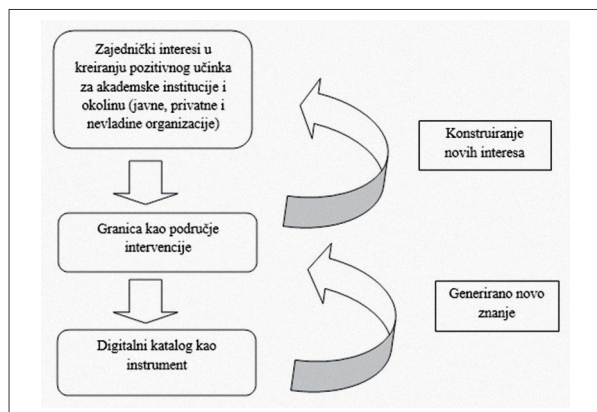 Zajednički interesi u
kreiranju pozitivnog učinka
za akademske institucije i
okolinu (javne, privatne i
nevladine organizacije)
Konstruiranje
novih interesa
Granica kao područje
intervencije
Generirano novo
znanje
Digitalni katalog kao
instrument